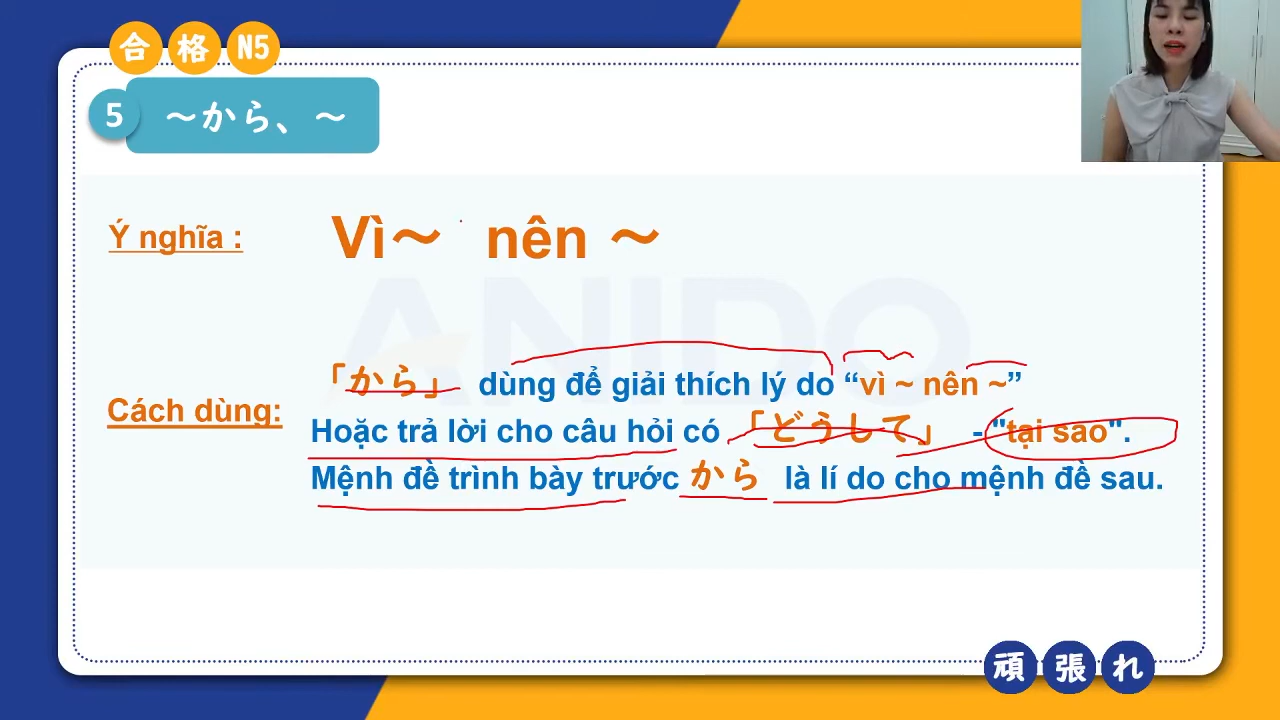 合格N5
5 〜から、〜
Ý nghĩa : Vì〜 nên 〜
ANIDO
「から」 dùng để giải thích lý do “vì ~ nên ~”
Cách dùng:
Hoặc trả lời cho câu hỏi có 「どうして」 - "tại sao".
Mệnh đề trình bày trước から là lí do cho mệnh đề sau.
頑張れ